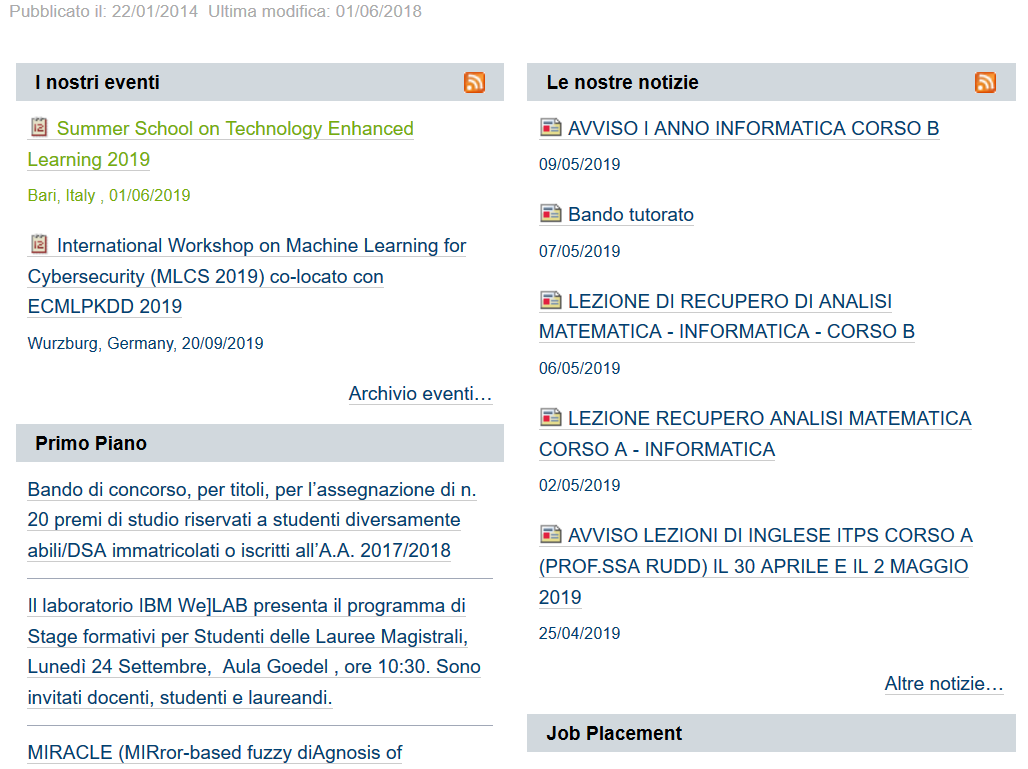 Pubblicato il: 22/01/2014 Ultima modifica: 01/06/2018
I nostri eventi
Summer School on Technology Enhanced
Learning 2019
Bari, Italy , 01/06/2019
International Workshop on Machine Learning for
Cybersecurity (MLCS 2019) co-locato con
ECMLPKDD 2019
Wurzburg, Germany, 20/09/2019
Archivio eventi…
Primo Piano
Bando di concorso, per titoli, per l’assegnazione di n.
20 premi di studio riservati a studenti diversamente
abili/DSA immatricolati o iscritti all’A.A. 2017/2018
Il laboratorio IBM We]LAB presenta il programma di
Stage formativi per Studenti delle Lauree Magistrali,
Lunedì 24 Settembre, Aula Goedel , ore 10:30. Sono
invitati docenti, studenti e laureandi.
MIRACLE (MIRror-based fuzzy diAgnosis of
Le nostre notizie
AVVISO I ANNO INFORMATICA CORSO B
09/05/2019
Bando tutorato
07/05/2019
LEZIONE DI RECUPERO DI ANALISI
MATEMATICA - INFORMATICA - CORSO B
06/05/2019
LEZIONE RECUPERO ANALISI MATEMATICA
CORSO A - INFORMATICA
02/05/2019
AVVISO LEZIONI DI INGLESE ITPS CORSO A
(PROF.SSA RUDD) IL 30 APRILE E IL 2 MAGGIO
2019
25/04/2019
Altre notizie…
Job Placement